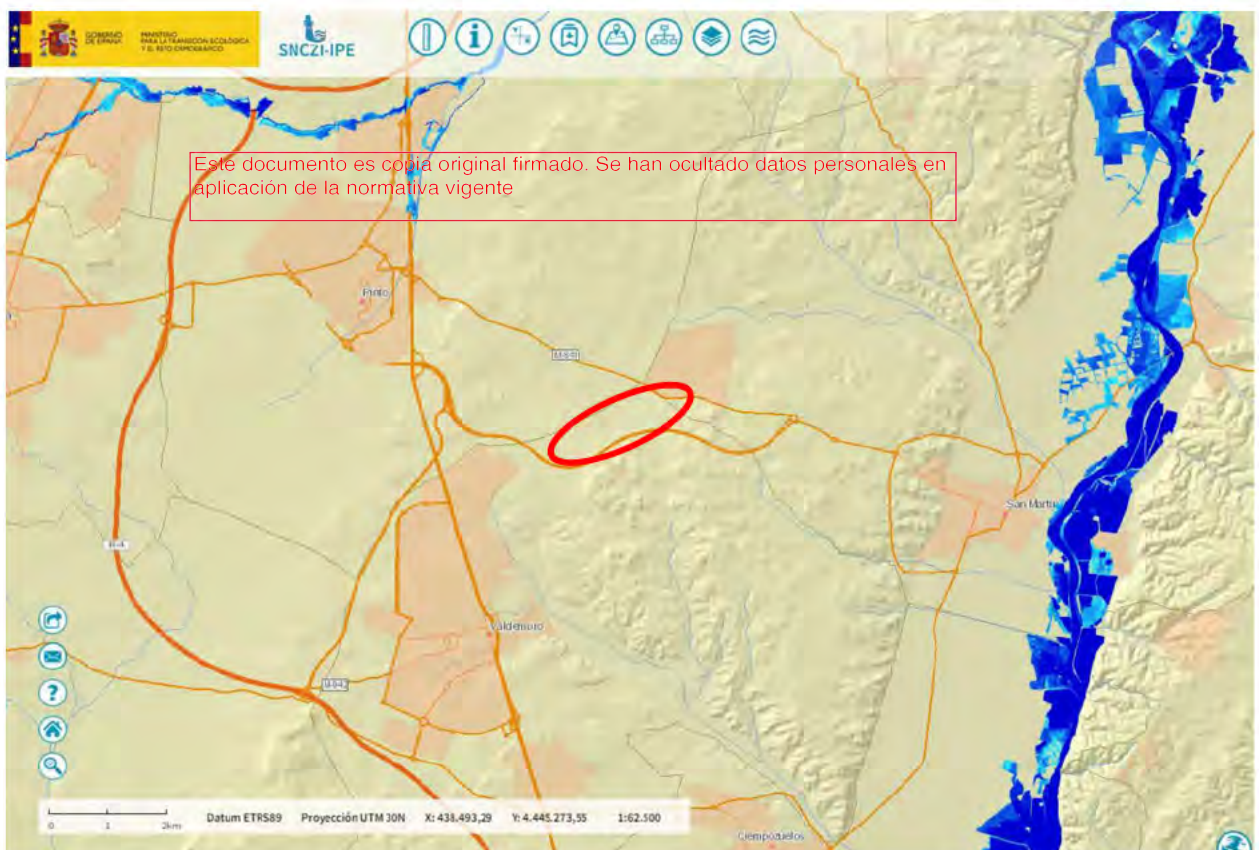 GOBIERNO
DE ESPAÑA
MINISTERIO
PARA LA TRANSICIÓN ECOLÓGICA
Y EL RETO DEMOGRÁFICO
SNCZI-IPE
Este documento es copia original firmado. Se han ocultado datos personales en
aplicación de la normativa vigente
Pinto
San Martín
R-4
Valdemoro
M-942
0 1 2km
Datum ETRS89 Proyección UTM 30N X: 438.493,29 Y: 4.445.273,55 1:62.500
Ciempozuelos